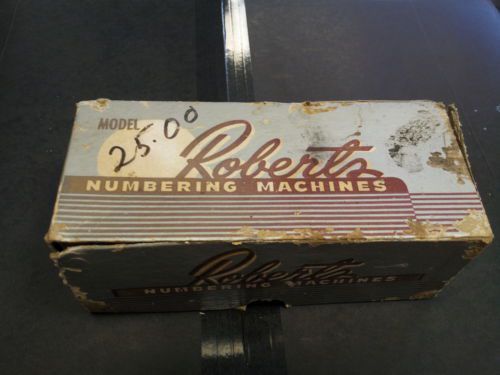 MODEL
25.00
Roberts
NUMBERING MACHINES
Roberts
NUMBERING MACHINES